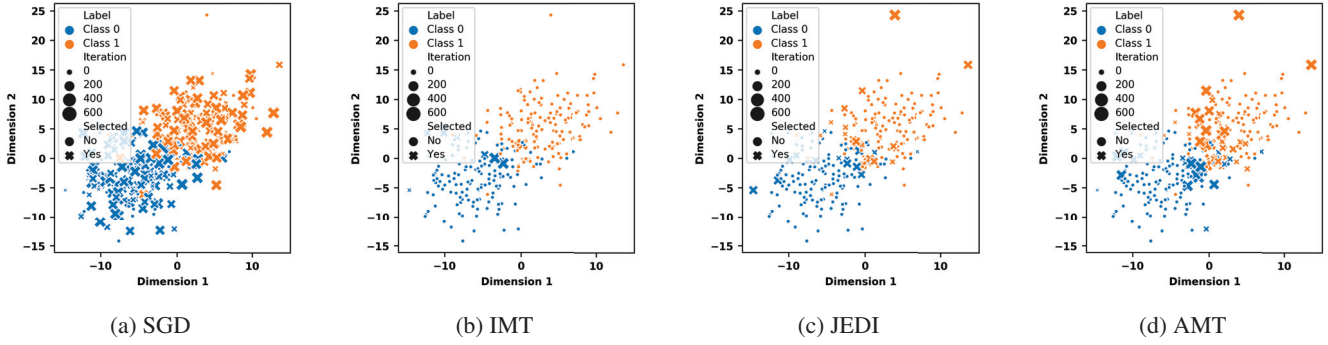 25
20
15
10
5
0
−5
−10
−15
Dimension 2
Label
Class 0
Class 1
Iteration
0
200
400
600
Selected
No
Yes
−10
0
10
Dimension 1
(a) SGD
25
20
15
10
5
0
−5
−10
−15
Dimension 2
Label
Class 0
Class 1
Iteration
0
200
400
600
Selected
No
Yes
−10
0
10
Dimension 1
(b) IMT
25
20
15
10
5
0
−5
−10
−15
Dimension 2
Label
Class 0
Class 1
Iteration
0
200
400
600
Selected
No
Yes
−10
0
10
Dimension 1
(c) JEDI
25
20
15
10
5
0
−5
−10
−15
Dimension 2
Label
Class 0
Class 1
Iteration
0
200
400
600
Selected
No
Yes
−10
0
10
Dimension 1
(d) AMT